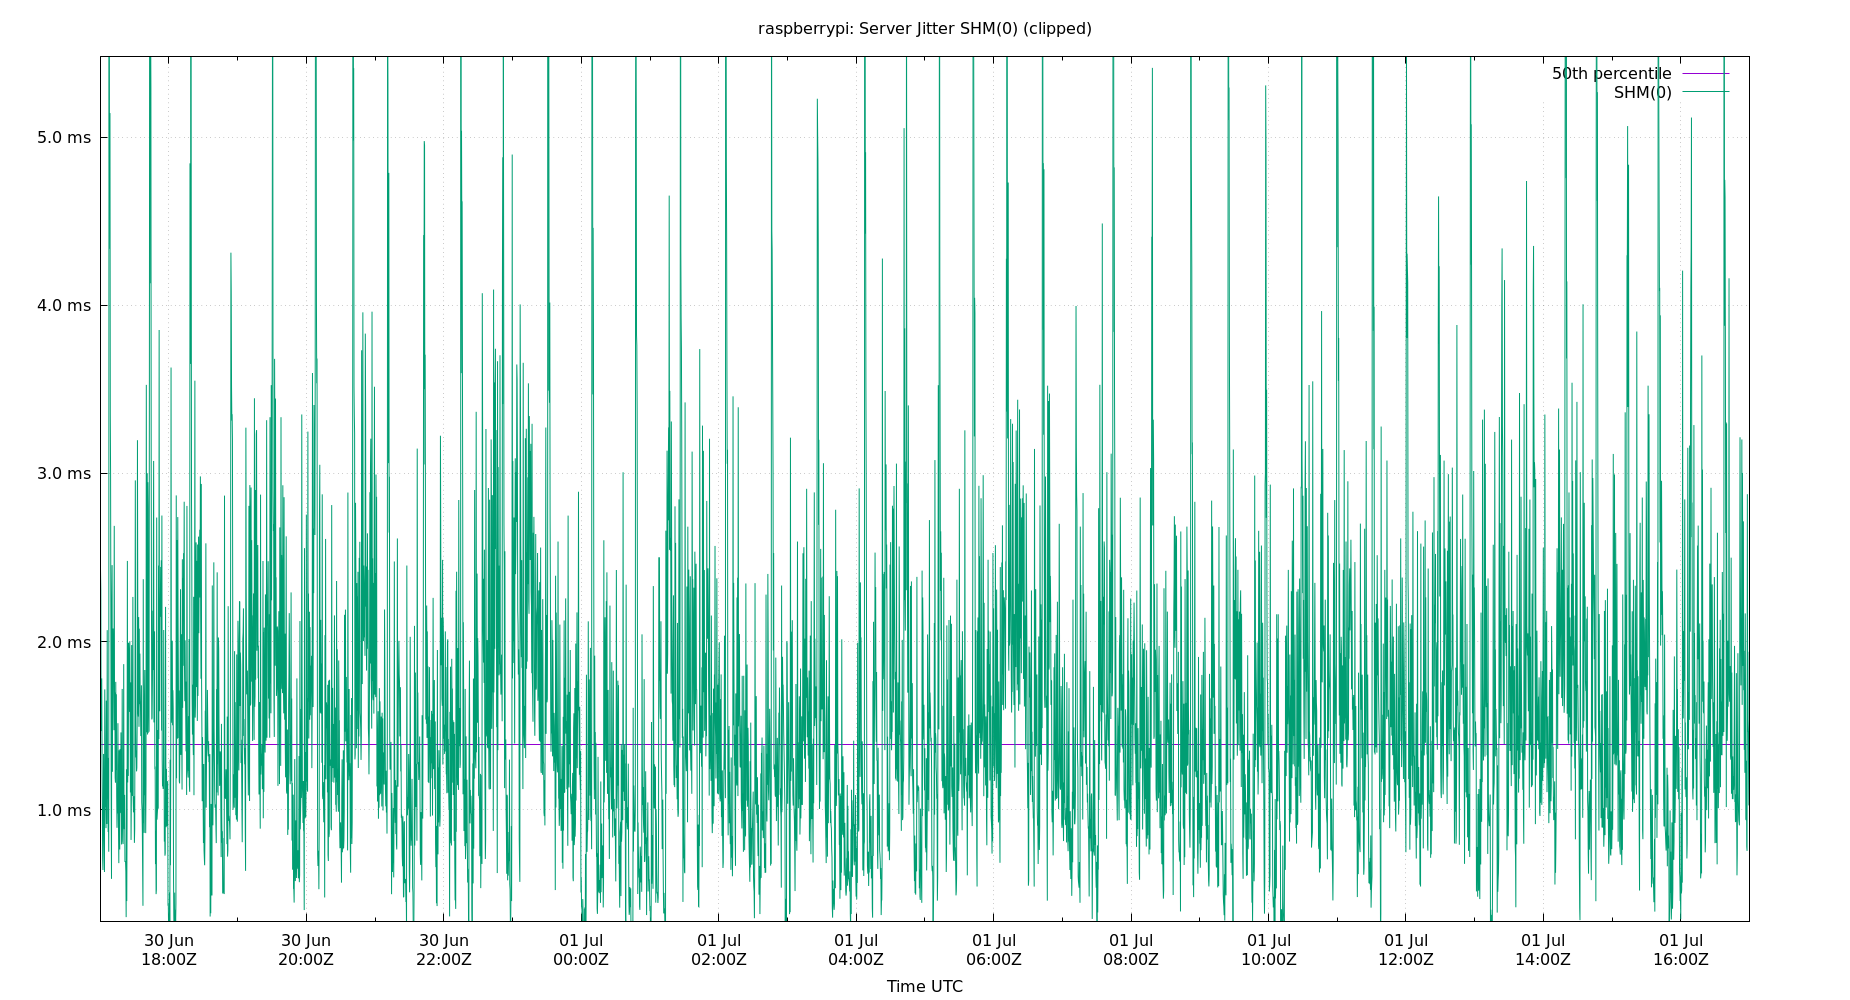 raspberrypi: Server Jitter SHM(0) (clipped)
50th percentile
SHM(0)
5.0 ms
4.0 ms
3.0 ms
2.0 ms
1.0 ms
30 Jun 30 Jun 30 Jun 01 Jul 01 Jul 01 Jul 01 Jul 01 Jul 01 Jul 01 Jul 01 Jul 01 Jul
18:00Z 20:00Z 22:00Z 00:00Z 02:00Z 04:00Z 06:00Z 08:00Z 10:00Z 12:00Z 14:00Z 16:00Z
Time UTC